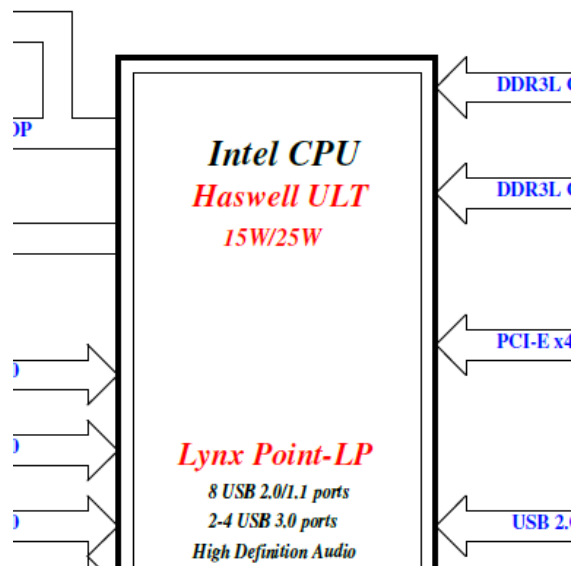 DDR3L
Intel CPU
Haswell ULT
DDR3L
15W/25W
PCI-E x4
Lynx Point-LP
8 USB 2.0/1.1 ports
2-4 USB 3.0 ports
USB 2.
High Definition Audio